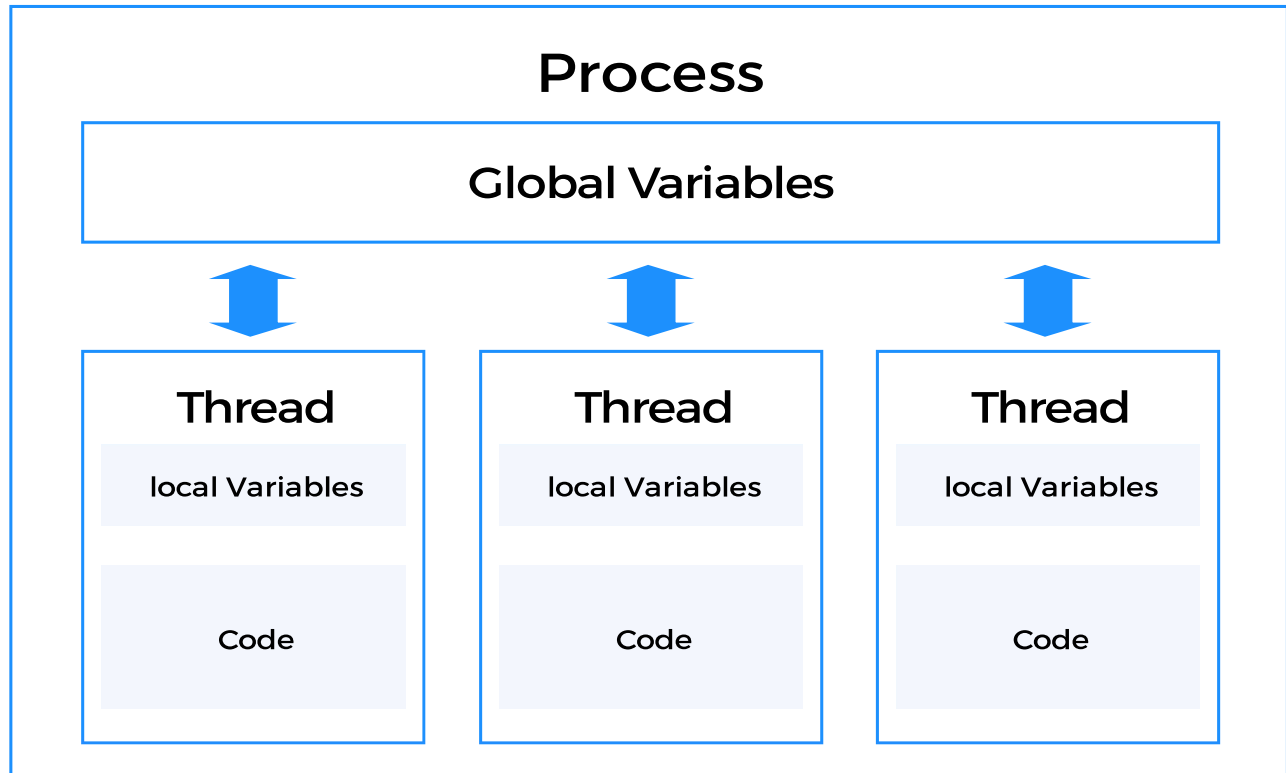 Process
Global Variables
Thread
Thread
Thread
local Variables
local Variables
local Variables
Code
Code
Code